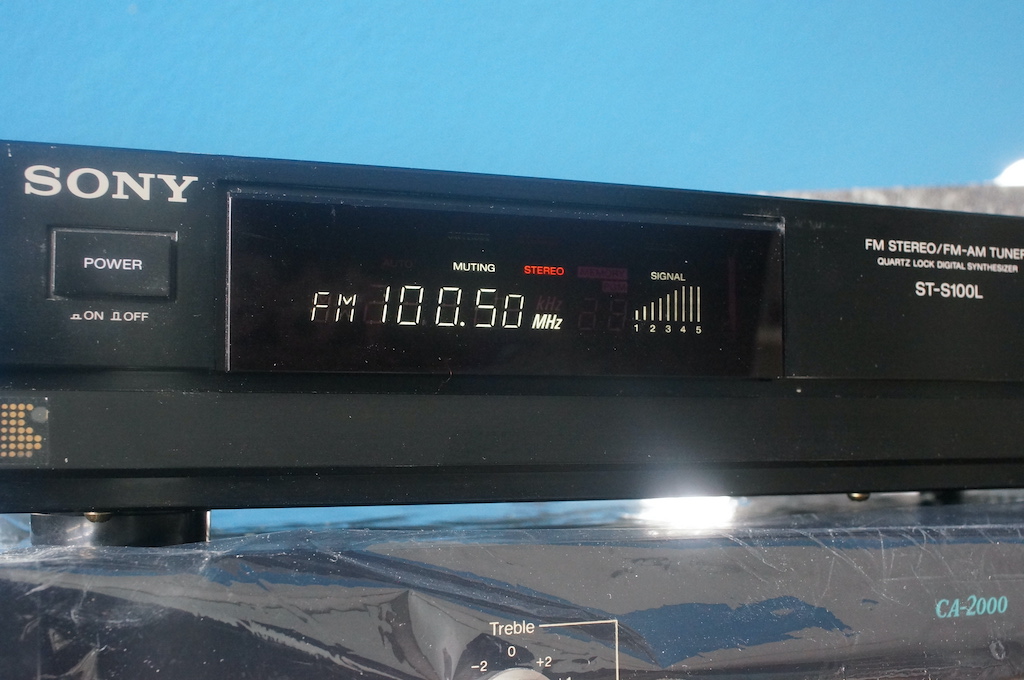 SONY
POWER
ON OFF
MUTING STEREO
SIGNAL
FM 100.50 MHz
1 2 3 4 5
FM STEREO/FM-AM TUNER
QUARTZ LOCK DIGITAL SYNTHESIZER
ST-S100L
CA-2000
Treble
0
-2 +2